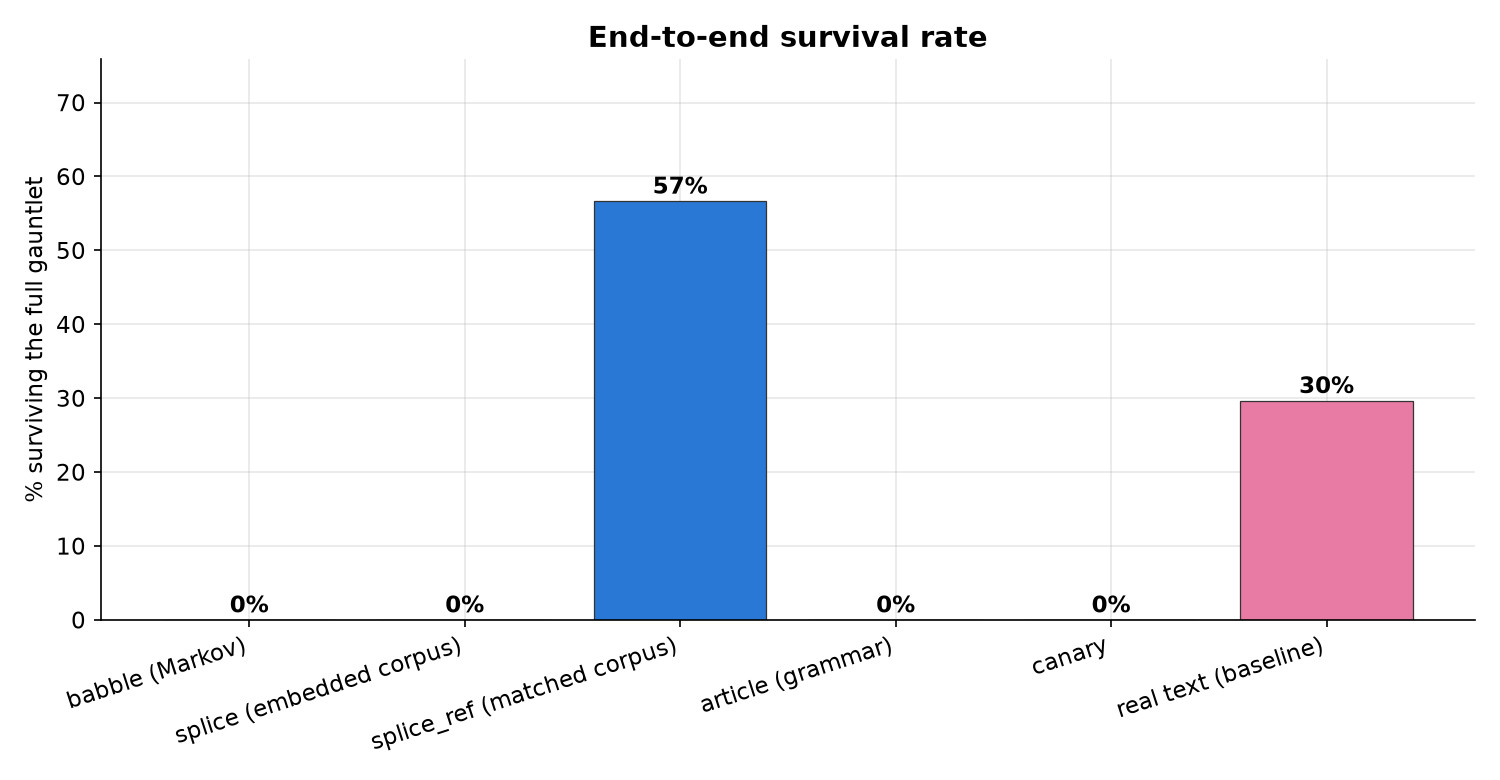 End-to-end survival rate
% surviving the full gauntlet
70
60
50
40
30
20
10
0
0%
0%
57%
0%
0%
30%
babble (Markov)
splice (embedded corpus)
splice_ref (matched corpus)
article (grammar)
canary
real text (baseline)